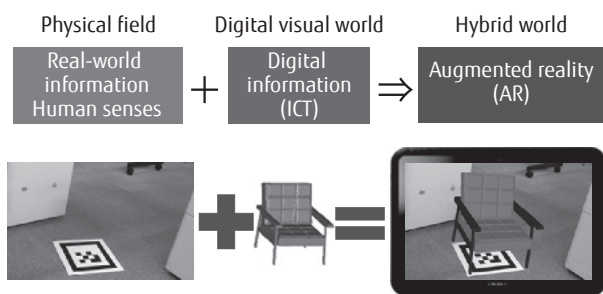 Physical field
Digital visual world
Hybrid world
Real-world
information
Human senses
+
Digital
information
(ICT)
⇒
Augmented reality
(AR)